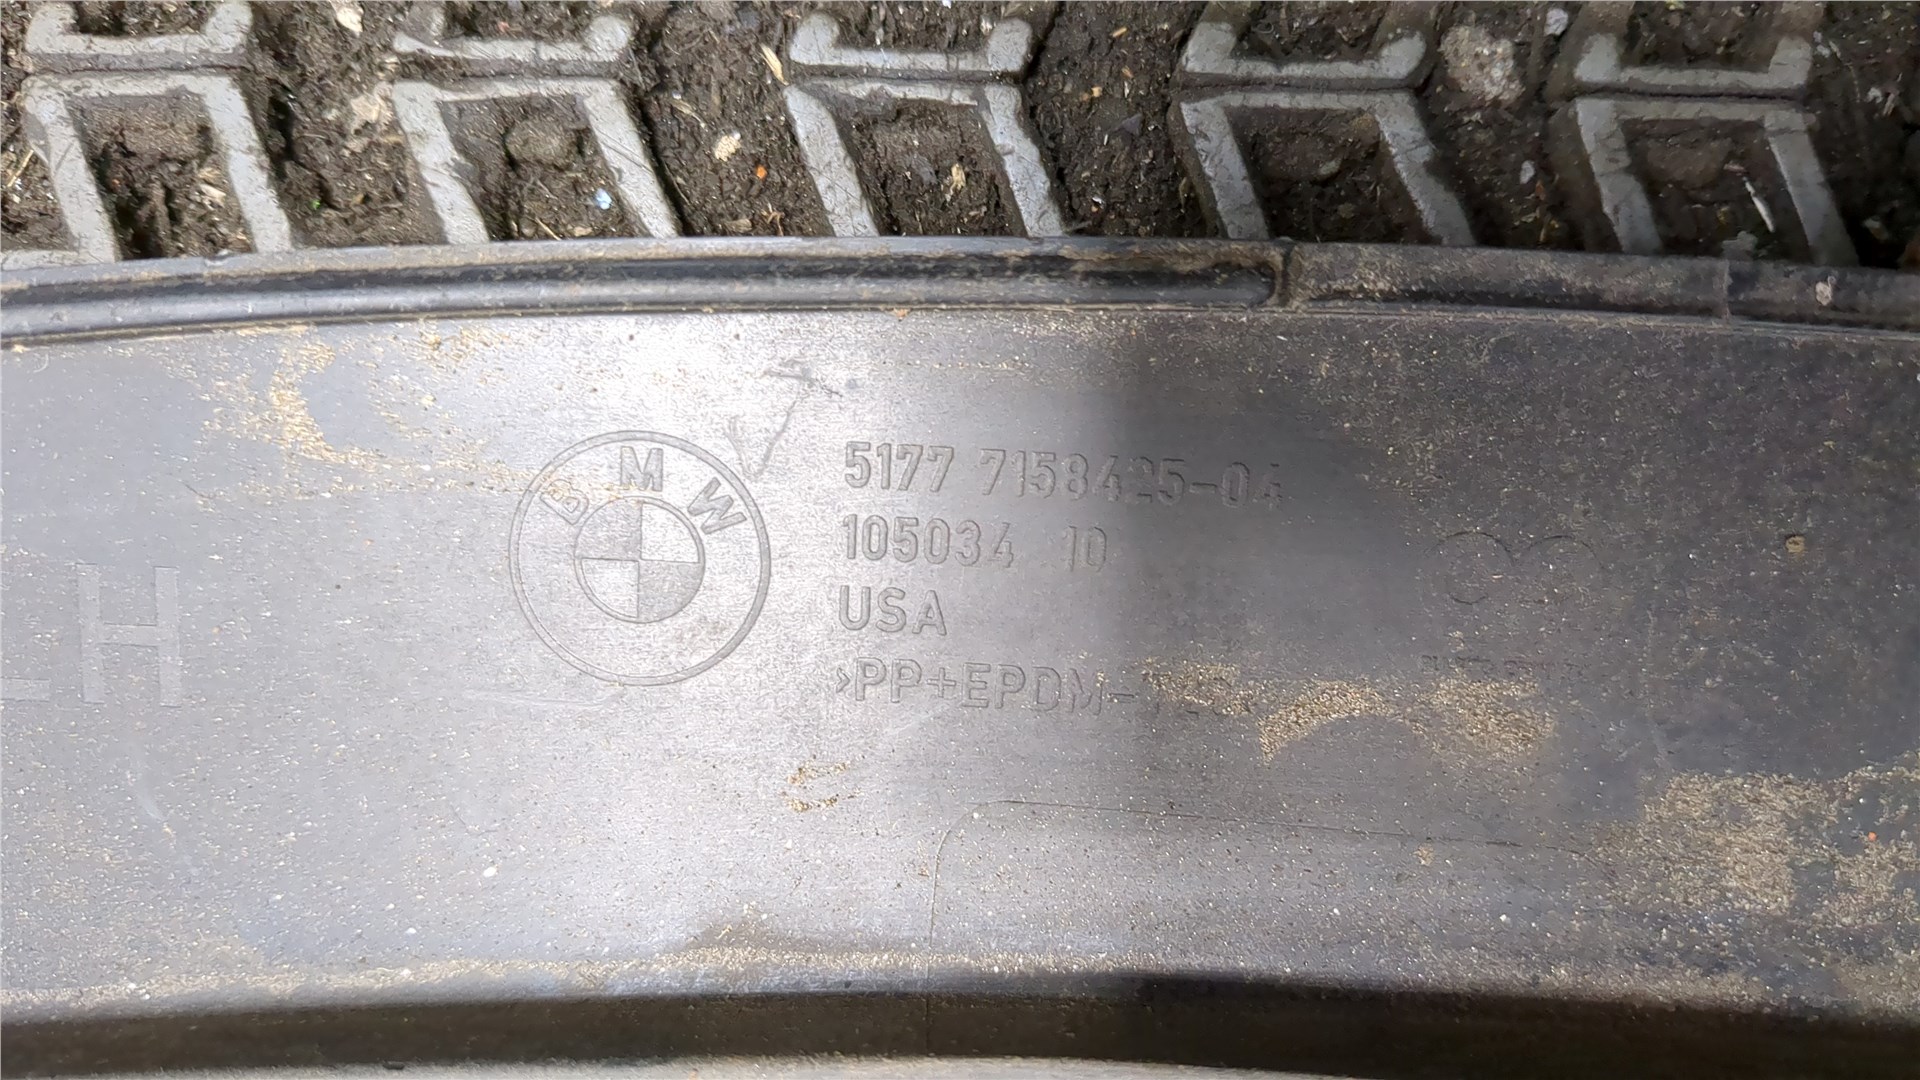 BMW
5177 7158425-04
105034 10
USA
>PP+EPDM-
H